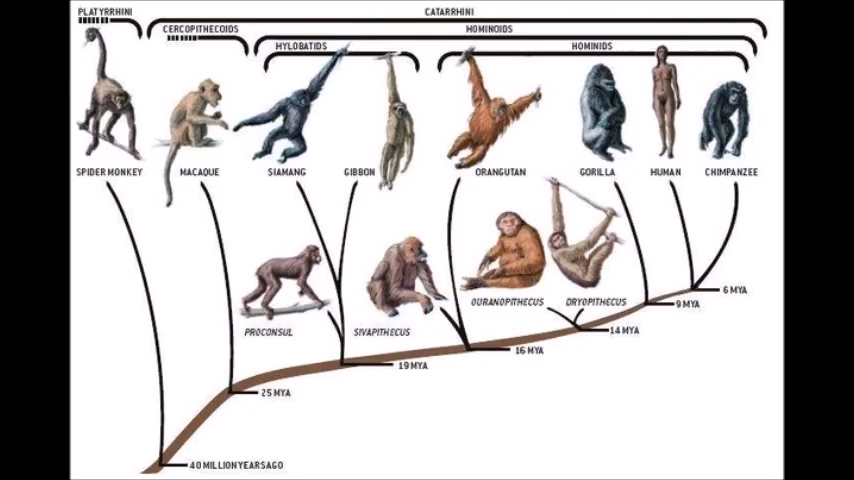 PLATYRRHINI
CATARRHINI
CERCOPITHECOIDS
HOMINOIDS
HYLOBATIDS
HOMINIDS
SPIDER MONKEY
MACAQUE
SIAMANG
GIBBON
ORANGUTAN
GORILLA
HUMAN
CHIMPANZEE
PROCONSUL
SIVAPITHECUS
OURANOPITHECUS
DRYOPITHECUS
6 MYA
9 MYA
14 MYA
16 MYA
19 MYA
25 MYA
40 MILLION YEARS AGO